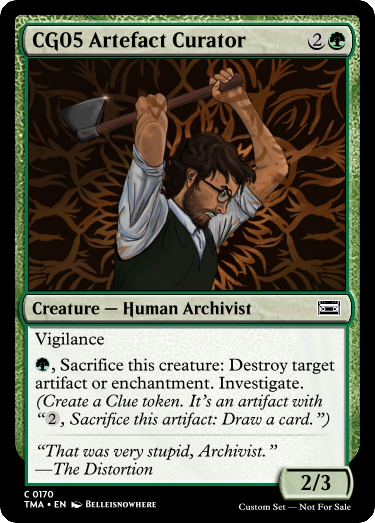 CG05 Artefact Curator 2
Creature — Human Archivist
Vigilance
, Sacrifice this creature: Destroy target
artifact or enchantment. Investigate.
(Create a Clue token. It's an artifact with
“2, Sacrifice this artifact: Draw a card.”)
“That was very stupid, Archivist.”
—The Distortion
2/3
C 0170
TMA • EN Belleisnowhere
Custom Set — Not For Sale